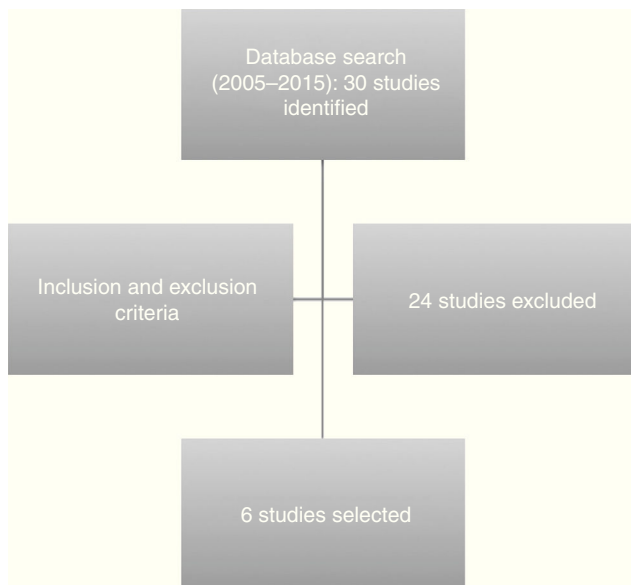 Database search
(2005–2015): 30 studies
identified
Inclusion and exclusion
criteria
24 studies excluded
6 studies selected